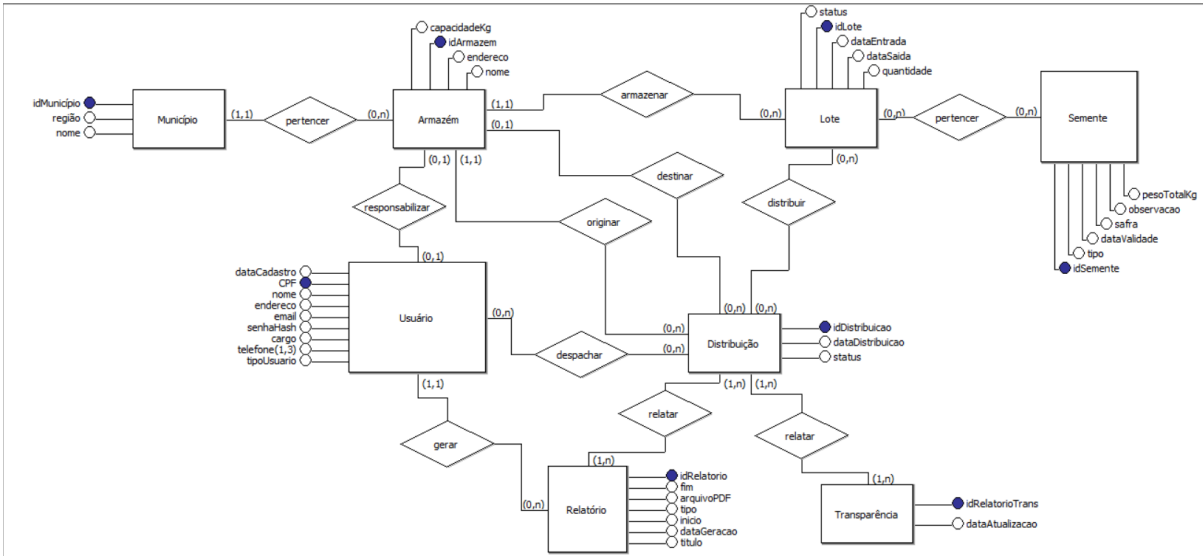 capacidadeKg
idArmazem
endereco
nome
status
idLote
dataEntrada
dataSaida
quantidade
idMunicípio
região
nome
Município
(1,1)
pertencer
(0,n)
Armazém
(1,1)
(0,1)
armazenar
(0,n)
Lote
(0,n)
pertencer
(0,n)
Semente
(0,1)
(1,1)
(0,n)
responsabilizar
destinar
originar
distribuir
pesoTotalKg
observacao
safra
dataValidade
tipo
idSemente
(0,1)
dataCadastro
CPF
nome
endereco
email
senhaHash
cargo
telefone(1,3)
tipoUsuario
Usuário
(0,n)
despachar
(0,n)
(0,n)
(0,n)
(0,n)
Distribuição
idDistribuicao
dataDistribuicao
status
(1,1)
(1,n)
(1,n)
gerar
relatar
relatar
(0,n)
(1,n)
Relatório
idRelatorio
fim
arquivoPDF
tipo
inicio
dataGeracao
titulo
(1,n)
Transparência
idRelatorioTrans
dataAtualizacao